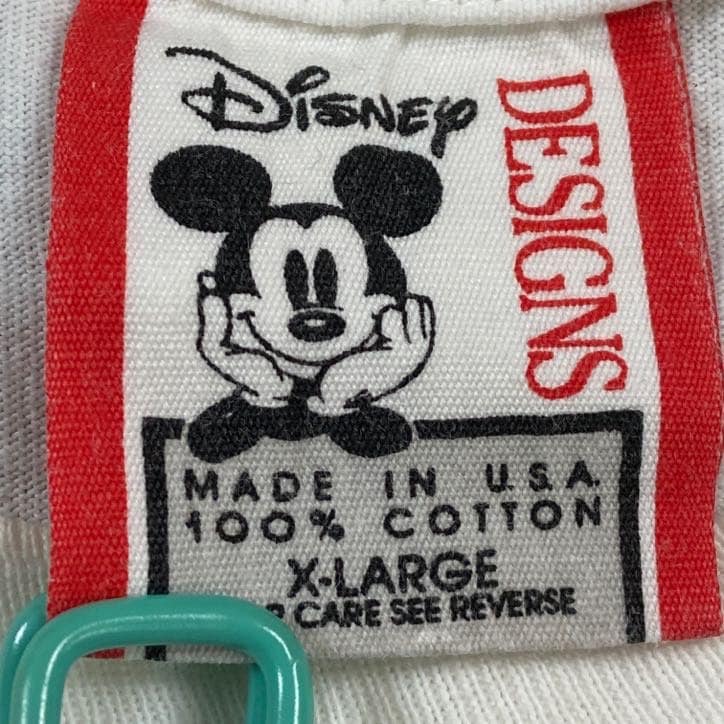 Disney
DESIGNS
MADE IN U.S.A.
100% COTTON
X-LARGE
CARE SEE REVERSE